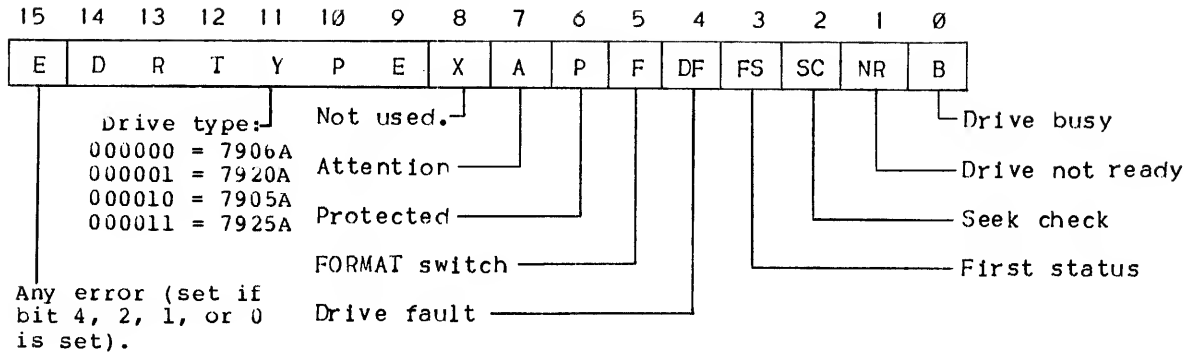 15 14 13 12 11 10 9 8 7 6 5 4 3 2 1 0
E D R T Y P E X A P F DF FS SC NR B
Drive type:
000000 = 7906A
000001 = 7920A
000010 = 7905A
000011 = 7925A
Not used.
Attention
Protected
FORMAT switch
Drive fault
Drive busy
Drive not ready
Seek check
First status
Any error (set if
bit 4, 2, 1, or 0
is set).